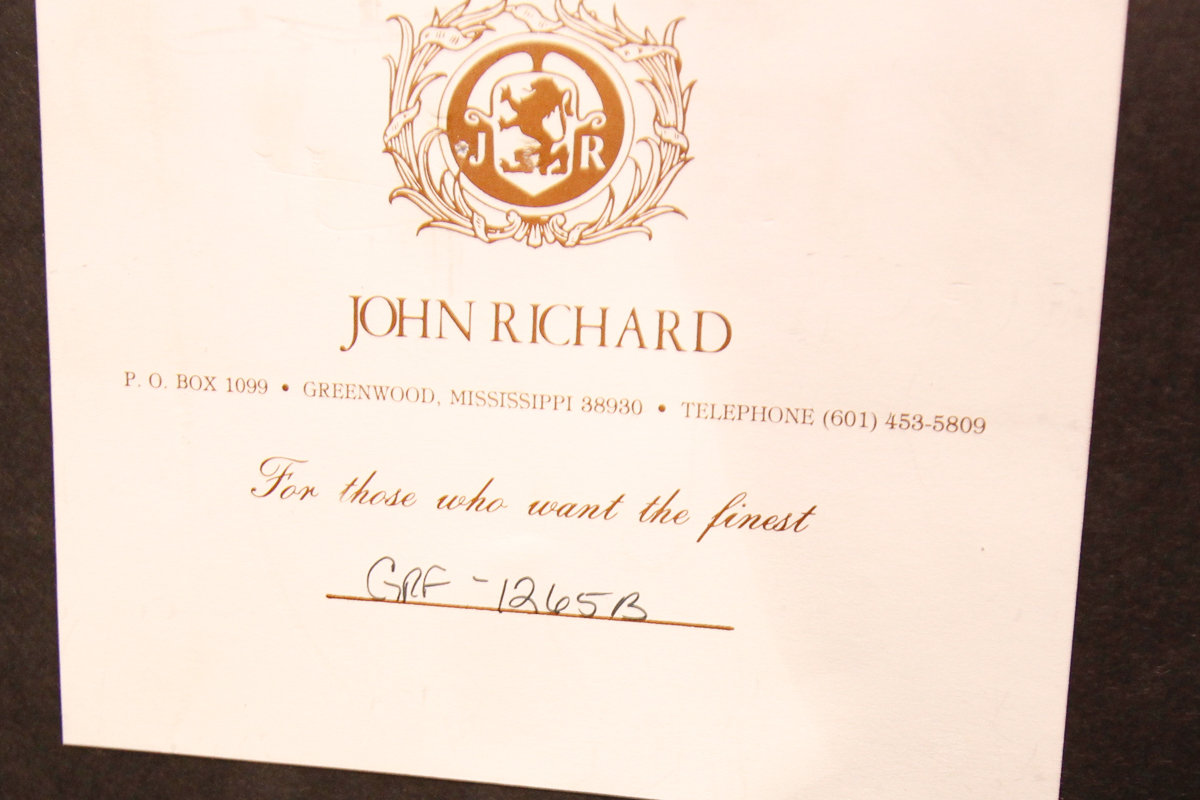 J R
JOHN RICHARD
P. O. BOX 1099 • GREENWOOD, MISSISSIPPI 38930 • TELEPHONE (601) 453-5809
For those who want the finest
GRF - 1265B